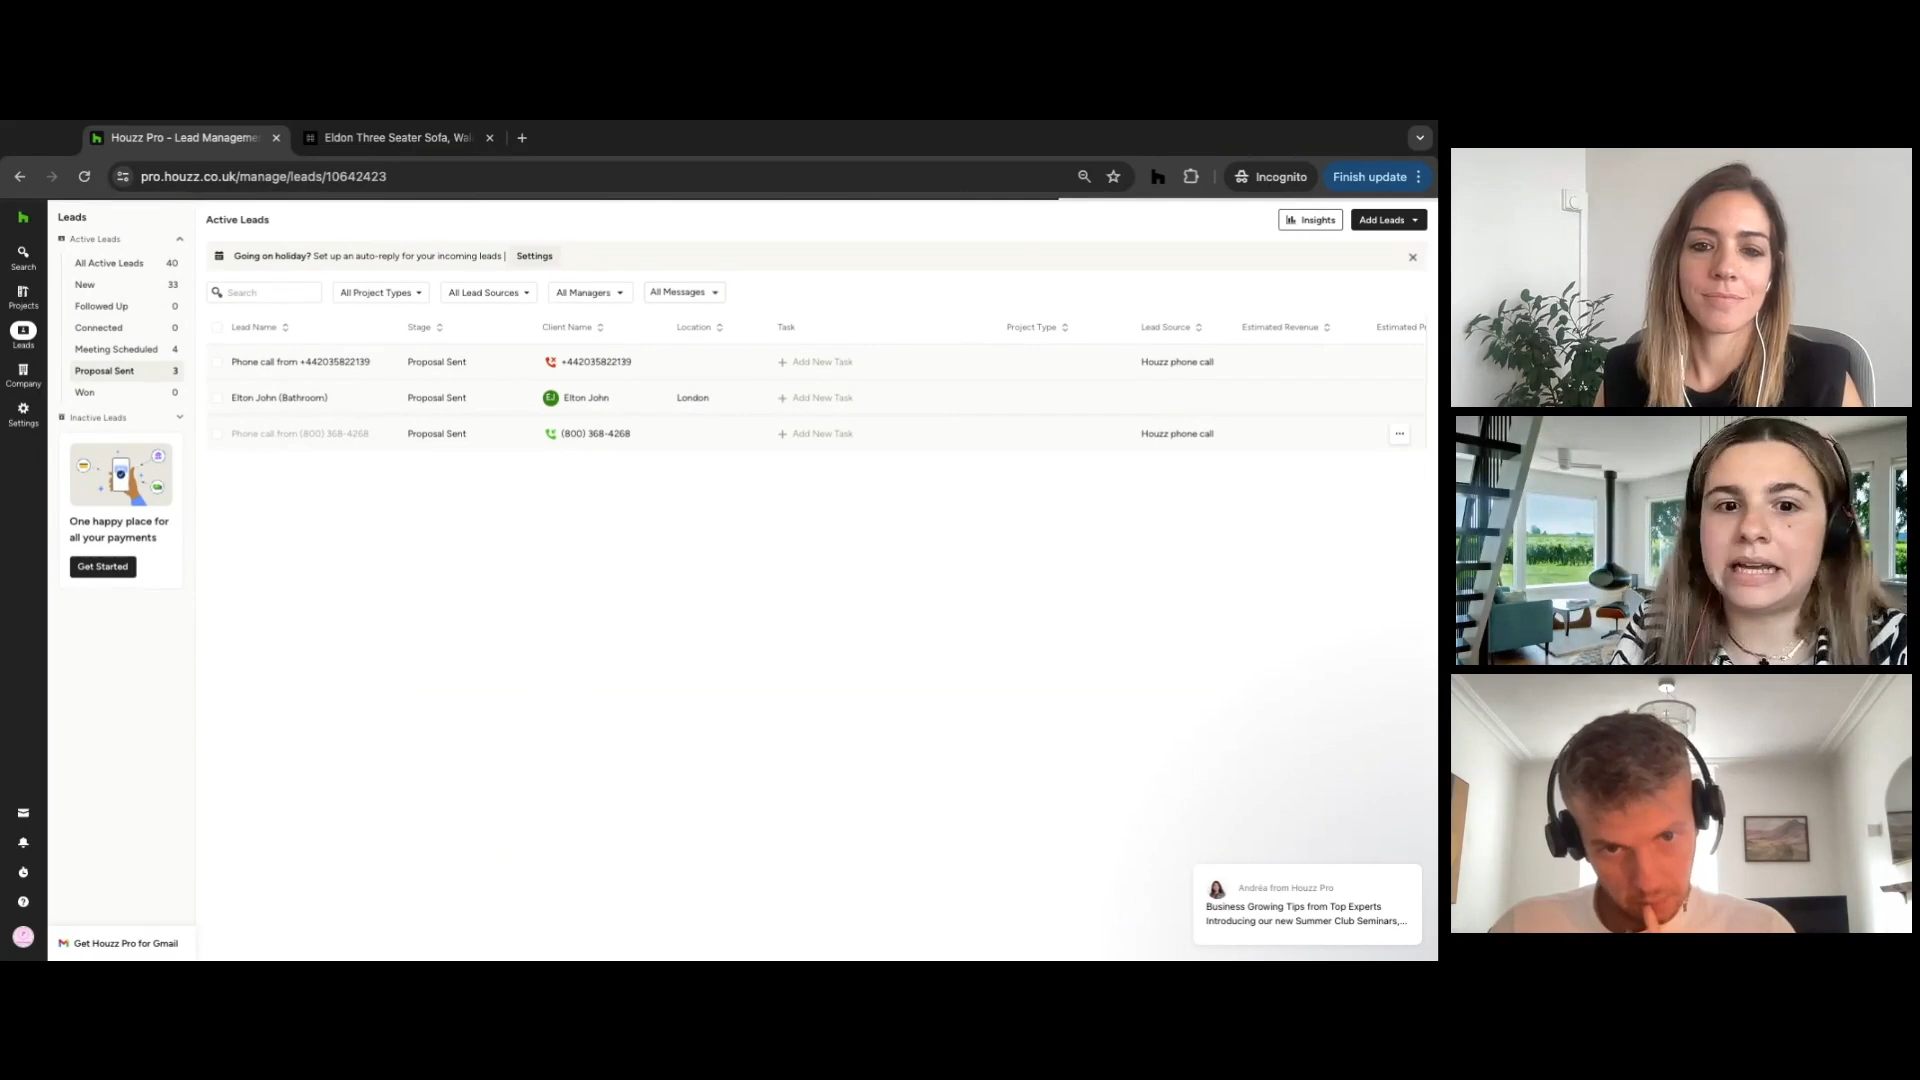 Houzz Pro - Lead Manageme
Eldon Three Seater Sofa, Wal
pro.houzz.co.uk/manage/leads/10642423
Incognito
Finish update
Search
Projects
Leads
Company
Settings
Leads
Active Leads
All Active Leads 40
New 33
Followed Up 0
Connected 0
Meeting Scheduled 4
Proposal Sent 3
Won 0
Inactive Leads
One happy place for
all your payments
Get Started
Get Houzz Pro for Gmail
Active Leads
Insights
Add Leads
Going on holiday? Set up an auto-reply for your incoming leads | Settings
Search
All Project Types
All Lead Sources
All Managers
All Messages
Lead Name Stage Client Name Location Task Project Type Lead Source Estimated Revenue Estimated Pr
Phone call from +442035822139 Proposal Sent +442035822139 + Add New Task Houzz phone call
Elton John (Bathroom) Proposal Sent EJ Elton John London + Add New Task
Phone call from (800) 368-4268 Proposal Sent (800) 368-4268 + Add New Task Houzz phone call
Andréa from Houzz Pro
Business Growing Tips from Top Experts
Introducing our new Summer Club Seminars,...